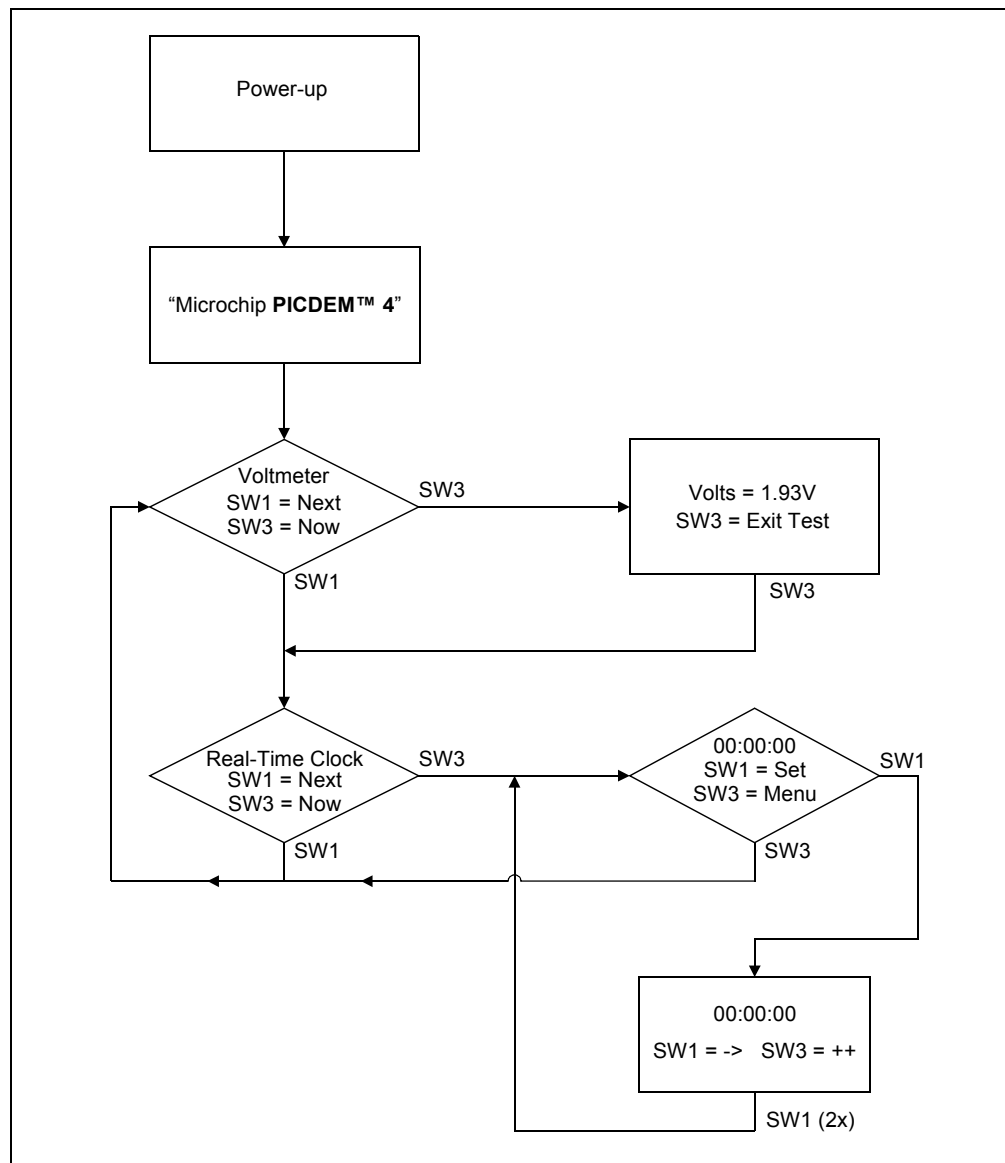 Power-up
“Microchip PICDEM™ 4”
Voltmeter
SW1 = Next
SW3 = Now
SW3
SW1
Volts = 1.93V
SW3 = Exit Test
SW3
Real-Time Clock
SW1 = Next
SW3 = Now
SW3
SW1
00:00:00
SW1 = Set
SW3 = Menu
SW1
SW3
00:00:00
SW1 = -> SW3 = ++
SW1 (2x)